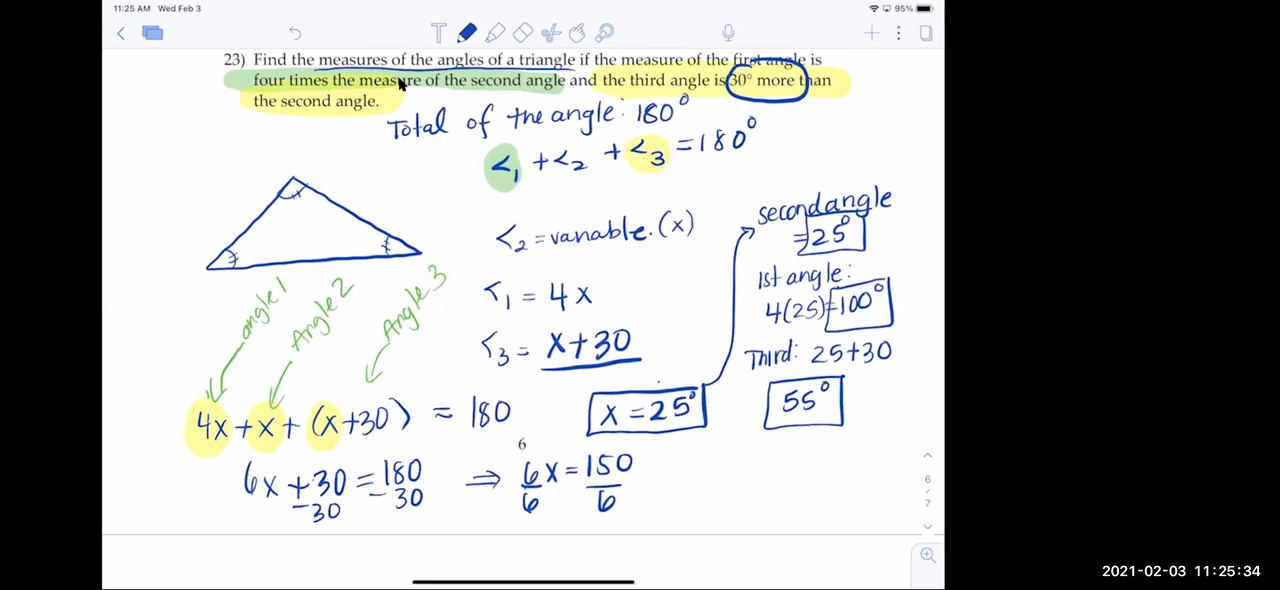 11:25 AM Wed Feb 3
95%
23) Find the measures of the angles of a triangle if the measure of the first angle is
four times the measure of the second angle and the third angle is 30° more than
the second angle.
Total of the angle: 180°
<1 + <2 + <3 = 180°
<2 = variable. (x)
<1 = 4x
<3 = x+30
second angle
= 25°
1st angle:
4(25)=100°
Third: 25+30
55°
angle 1
Angle 2
Angle 3
4x + x + (x+30) = 180
x = 25°
6
6x + 30 = 180
-30 -30
⇒ 6x = 150
6 6
6
/
7
2021-02-03 11:25:34